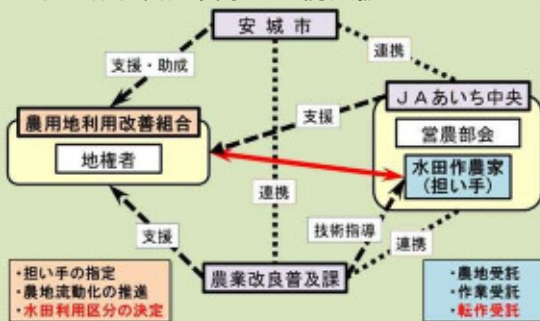 安城市
連携
支援・助成
ＪＡあいち中央
農用地利用改善組合
支援
営農部会
地権者
水田作農家
(担い手)
連携
技術指導
支援
連携
農業改良普及課
・担い手の指定
・農地流動化の推進
・水田利用区分の決定
・農地受託
・作業受託
・転作受託